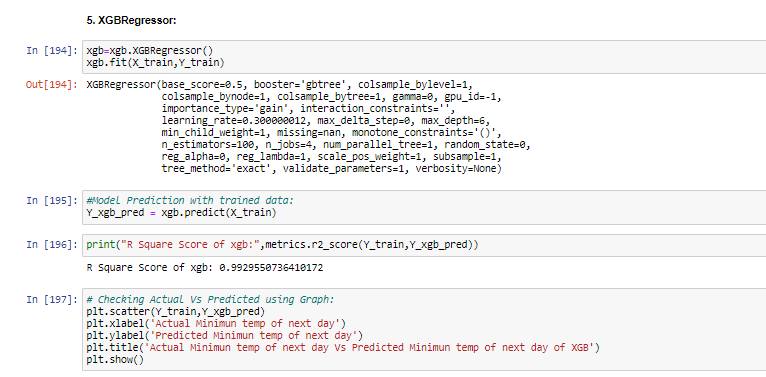 5. XGBRegressor:
In [194]: xgb=xgb.XGBRegressor()
xgb.fit(X_train,Y_train)
Out[194]: XGBRegressor(base_score=0.5, booster='gbtree', colsample_bylevel=1,
colsample_bynode=1, colsample_bytree=1, gamma=0, gpu_id=-1,
importance_type='gain', interaction_constraints='',
learning_rate=0.300000012, max_delta_step=0, max_depth=6,
min_child_weight=1, missing=nan, monotone_constraints='()',
n_estimators=100, n_jobs=4, num_parallel_tree=1, random_state=0,
reg_alpha=0, reg_lambda=1, scale_pos_weight=1, subsample=1,
tree_method='exact', validate_parameters=1, verbosity=None)
In [195]: #Model Prediction with trained data:
Y_xgb_pred = xgb.predict(X_train)
In [196]: print("R Square Score of xgb:",metrics.r2_score(Y_train,Y_xgb_pred))
R Square Score of xgb: 0.9929550736410172
In [197]: # Checking Actual Vs Predicted using Graph:
plt.scatter(Y_train,Y_xgb_pred)
plt.xlabel('Actual Minimun temp of next day')
plt.ylabel('Predicted Minimun temp of next day')
plt.title('Actual Minimun temp of next day Vs Predicted Minimun temp of next day of XGB')
plt.show()